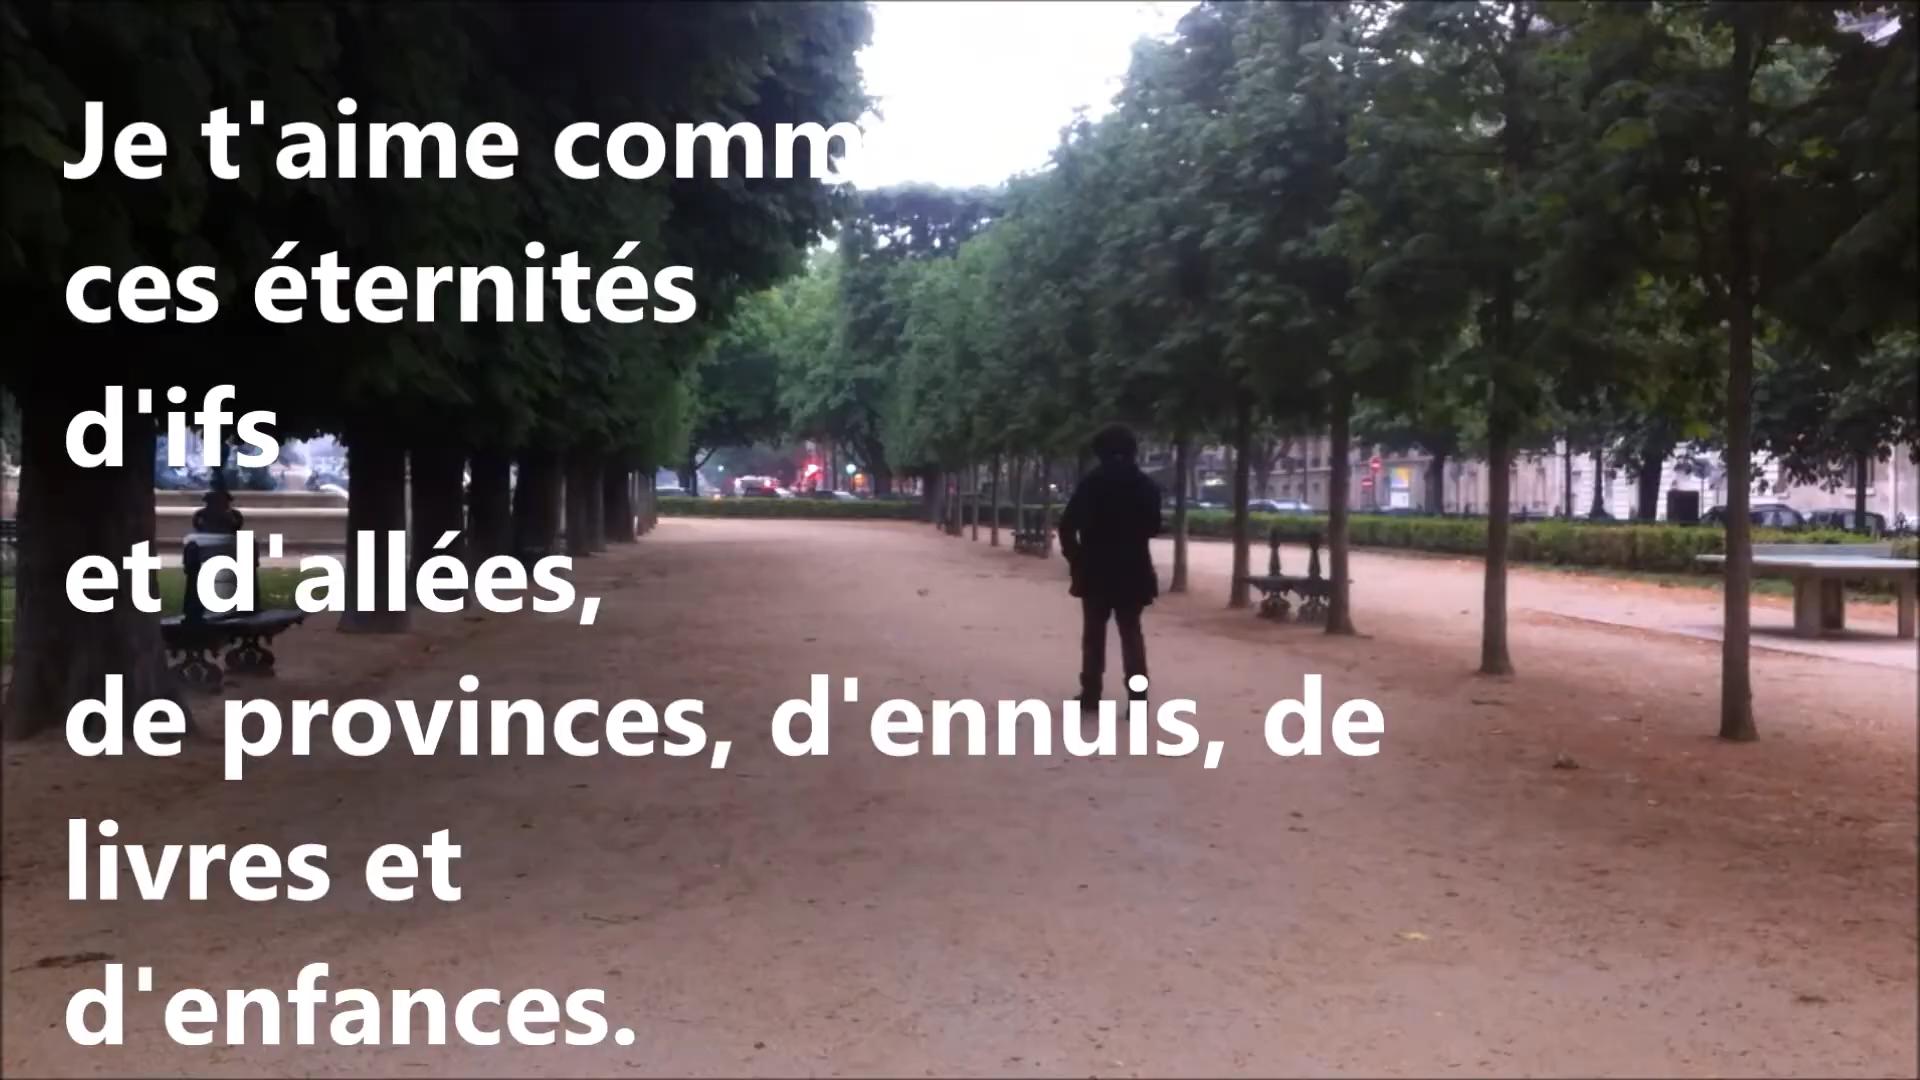 Je t'aime comm
ces éternités
d'ifs
et d'allées,
de provinces, d'ennuis, de
livres et
d'enfances.